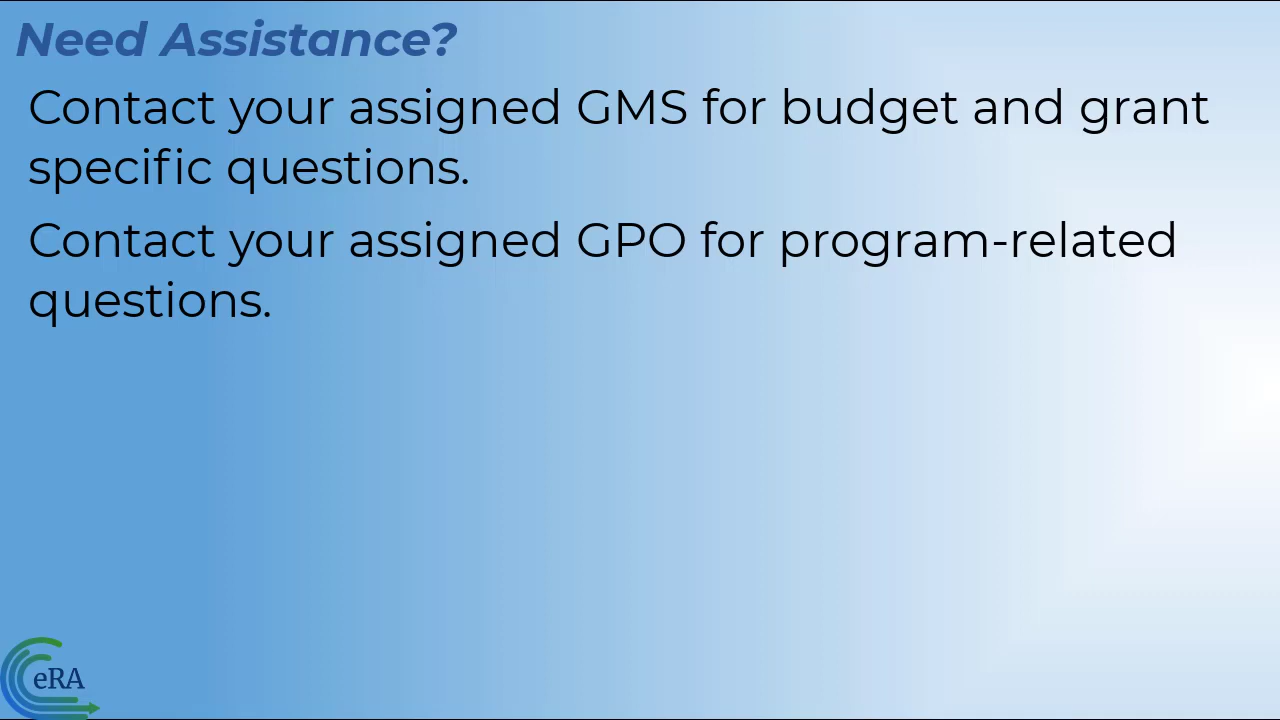 Need Assistance?
Contact your assigned GMS for budget and grant
specific questions.
Contact your assigned GPO for program-related
questions.
eRA